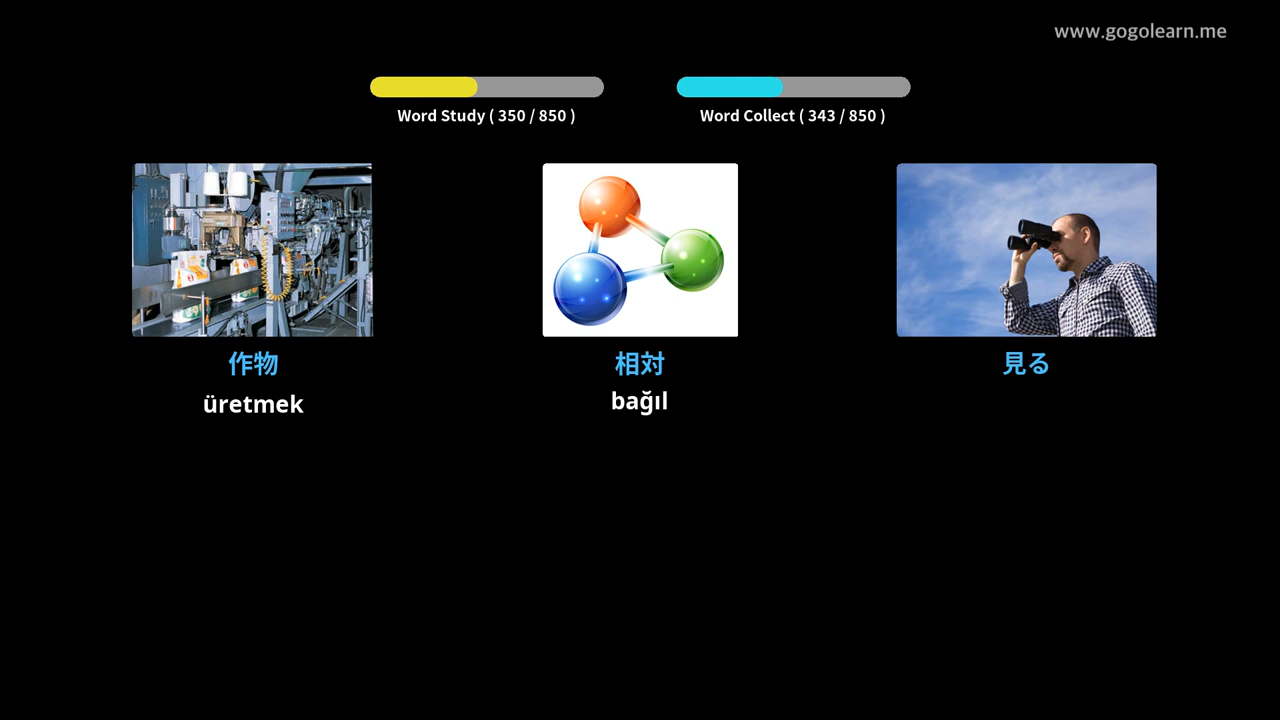 www.gogolearn.me
Word Study ( 350 / 850 )
Word Collect ( 343 / 850 )
作物
üretmek
相対
bağıl
見る